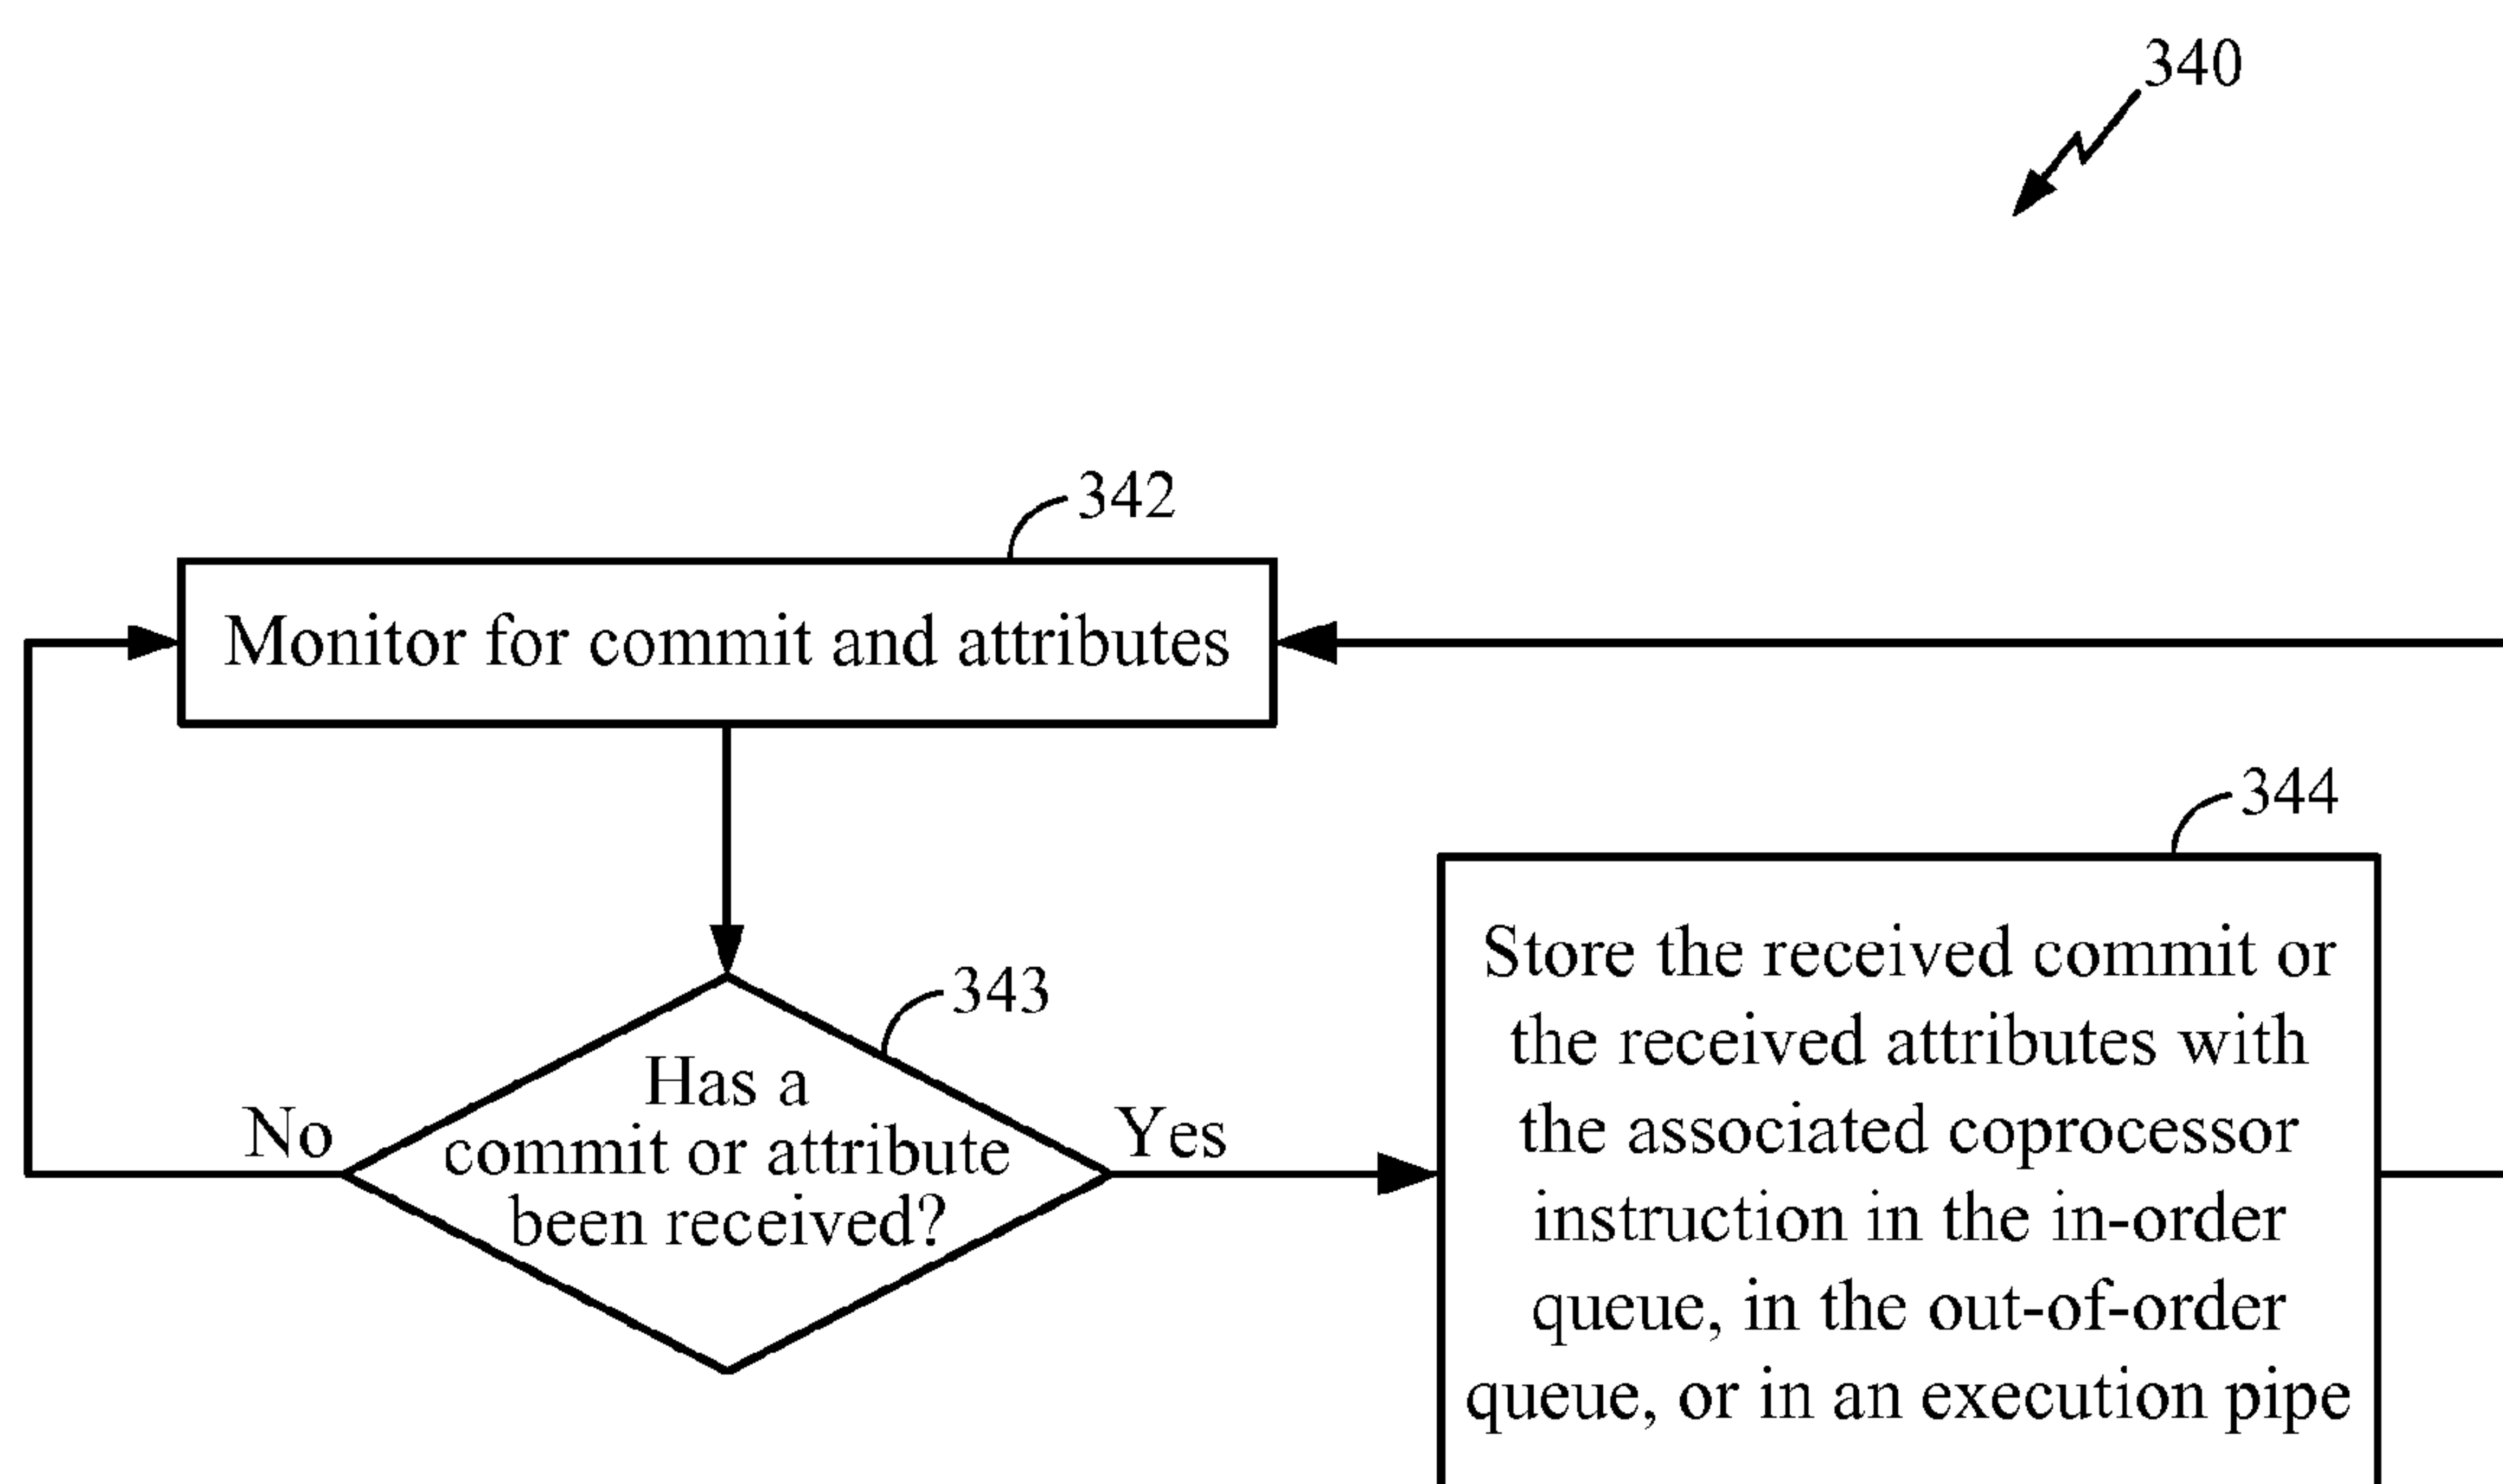 340
342
Monitor for commit and attributes
344
343
Has a
commit or attribute
been received?
No
Yes
Store the received commit or
the received attributes with
the associated coprocessor
instruction in the in-order
queue, in the out-of-order
queue, or in an execution pipe